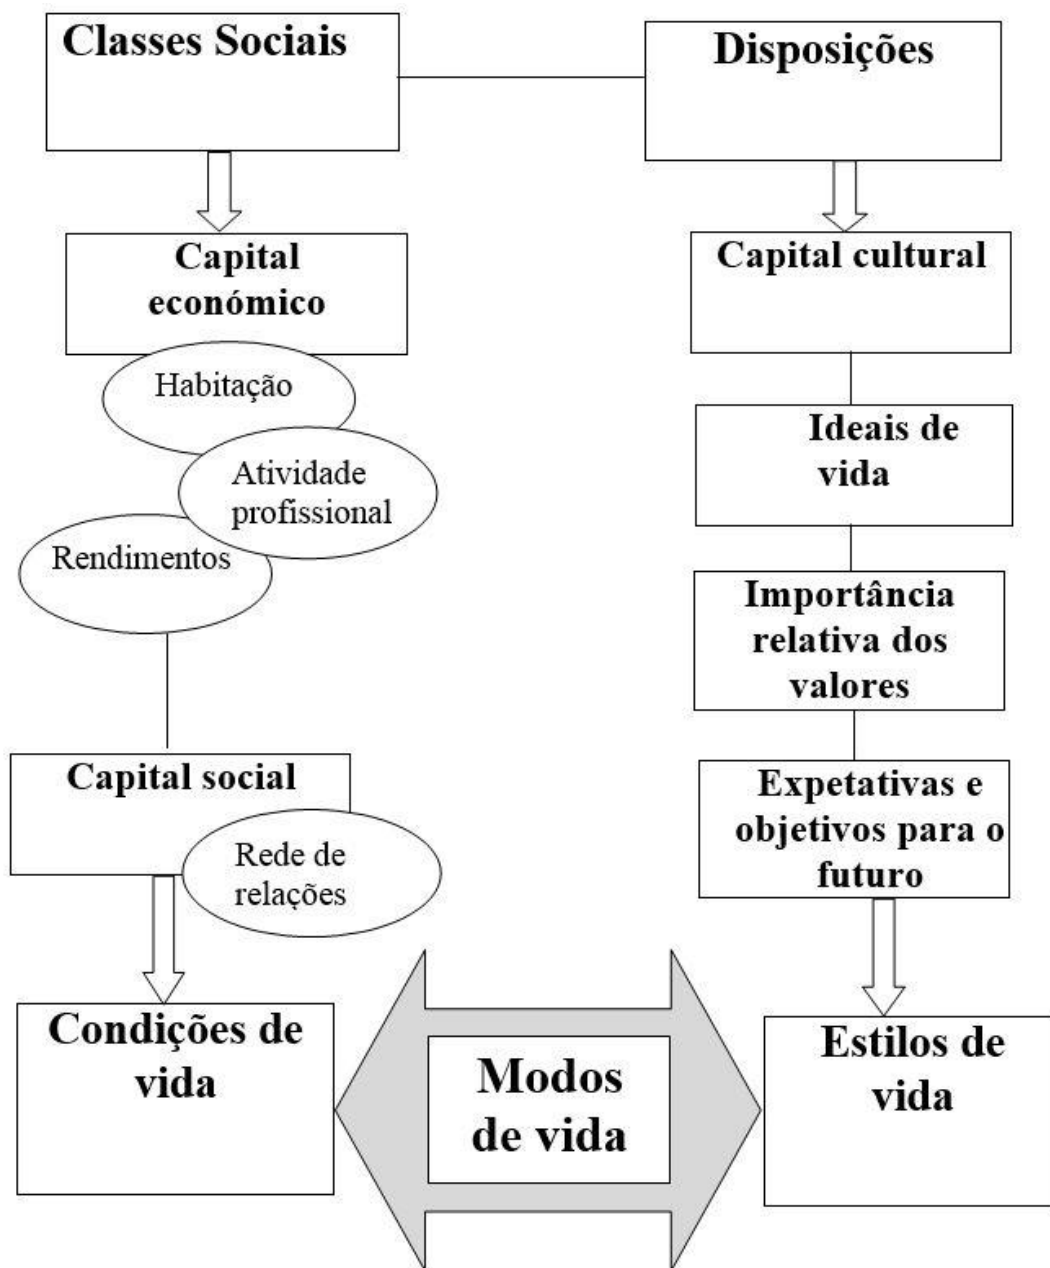 Classes Sociais
Disposições
Capital
económico
Capital cultural
Habitação
Ideais de
vida
Atividade
profissional
Rendimentos
Importância
relativa dos
valores
Capital social
Expetativas e
objetivos para o
futuro
Rede de
relações
Condições de
vida
Modos
de vida
Estilos de
vida